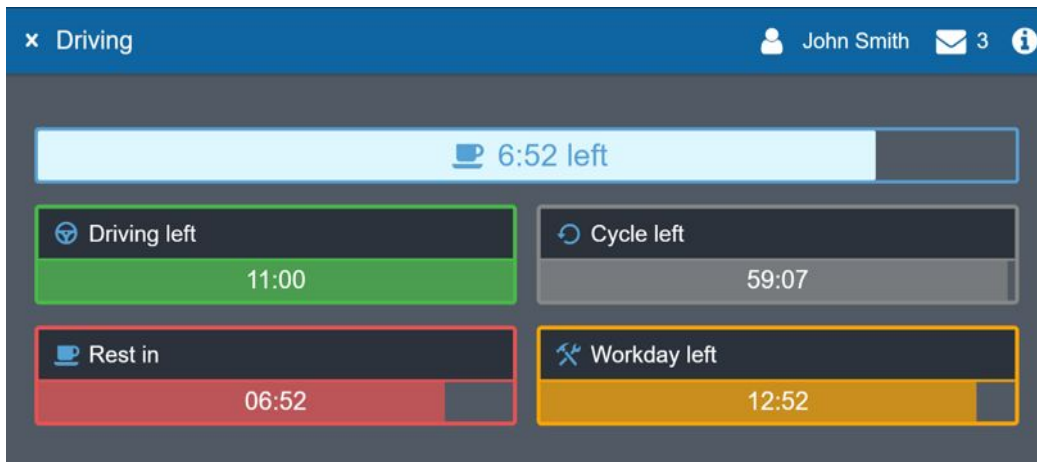 × Driving John Smith 3
6:52 left
Driving left
11:00
Cycle left
59:07
Rest in
06:52
Workday left
12:52